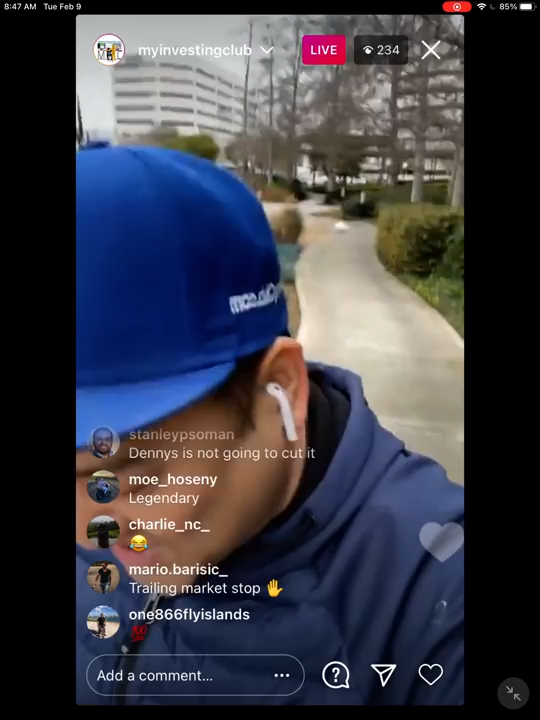 8:47 AM Tue Feb 9
85%
myinvestingclub
LIVE
234
stanleypsoman
Dennys is not going to cut it
moe_hoseny
Legendary
charlie_nc_
😂
mario.barisic_
Trailing market stop ✋
one866flyislands
💯
Add a comment...